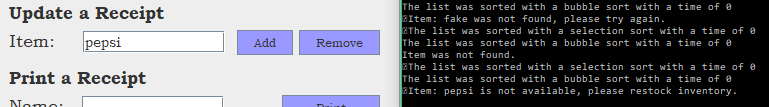 Update a Receipt
Item: pepsi Add Remove
Print a Receipt
Name: Print
The list was sorted with a bubble sort with a time of 0
Item: fake was not found, please try again.
The list was sorted with a selection sort with a time of 0
The list was sorted with a bubble sort with a time of 0
Item was not found.
The list was sorted with a selection sort with a time of 0
The list was sorted with a bubble sort with a time of 0
Item: pepsi is not available, please restock inventory.